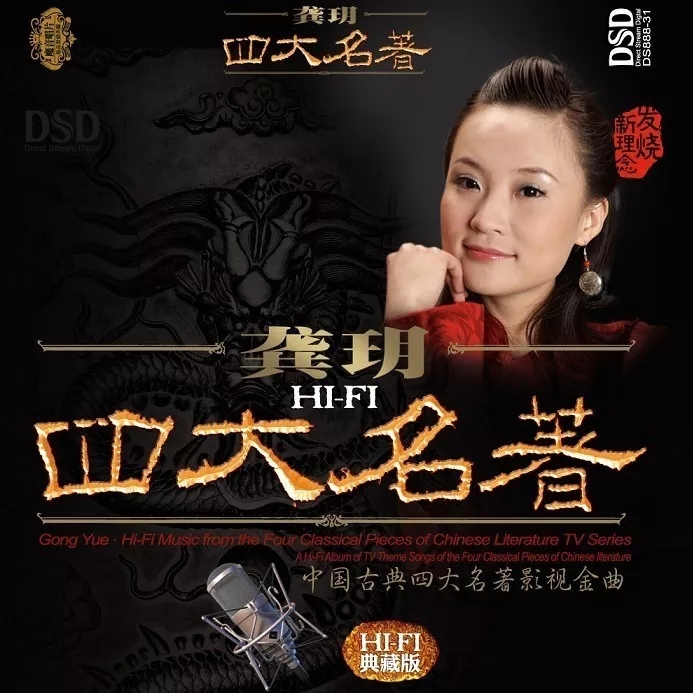 龚玥
四大名著
DSD
Direct Stream Digital
DS888-31
DSD
Direct Stream Digital
发烧
新理念
龚玥
HI-FI
四大名著
Gong Yue · Hi-Fi Music from the Four Classical Pieces of Chinese Literature TV Series
A Hi-Fi Album of TV Theme Songs of the Four Classical Pieces of Chinese literature
中国古典四大名著影视金曲
HI-FI
典藏版